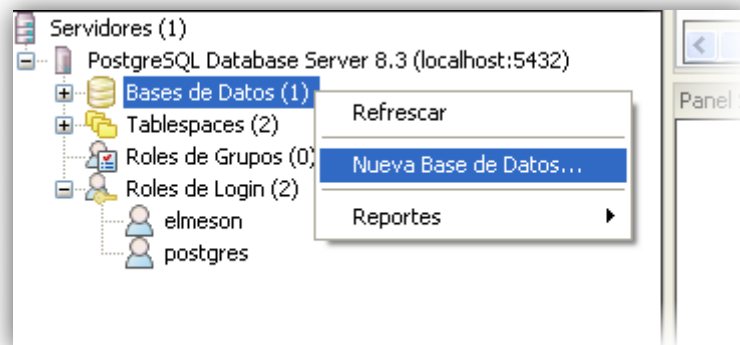 Servidores (1)
PostgreSQL Database Server 8.3 (localhost:5432)
Bases de Datos (1)
Tablespaces (2)
Roles de Grupos (0)
Roles de Login (2)
elmeson
postgres
Refrescar
Nueva Base de Datos...
Reportes
Panel